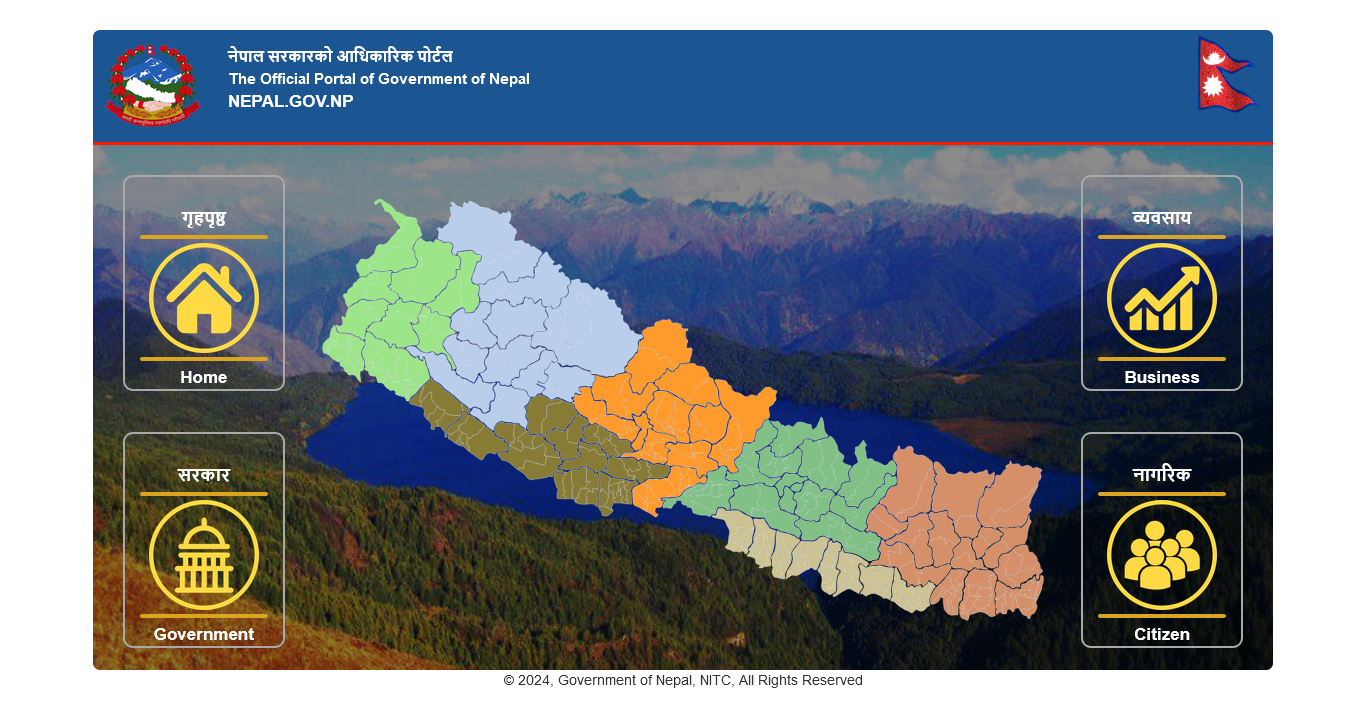 नेपाल सरकारको आधिकारिक पोर्टल
The Official Portal of Government of Nepal
NEPAL.GOV.NP
गृहपृष्ठ
Home
व्यवसाय
Business
सरकार
Government
नागरिक
Citizen
© 2024, Government of Nepal, NITC, All Rights Reserved